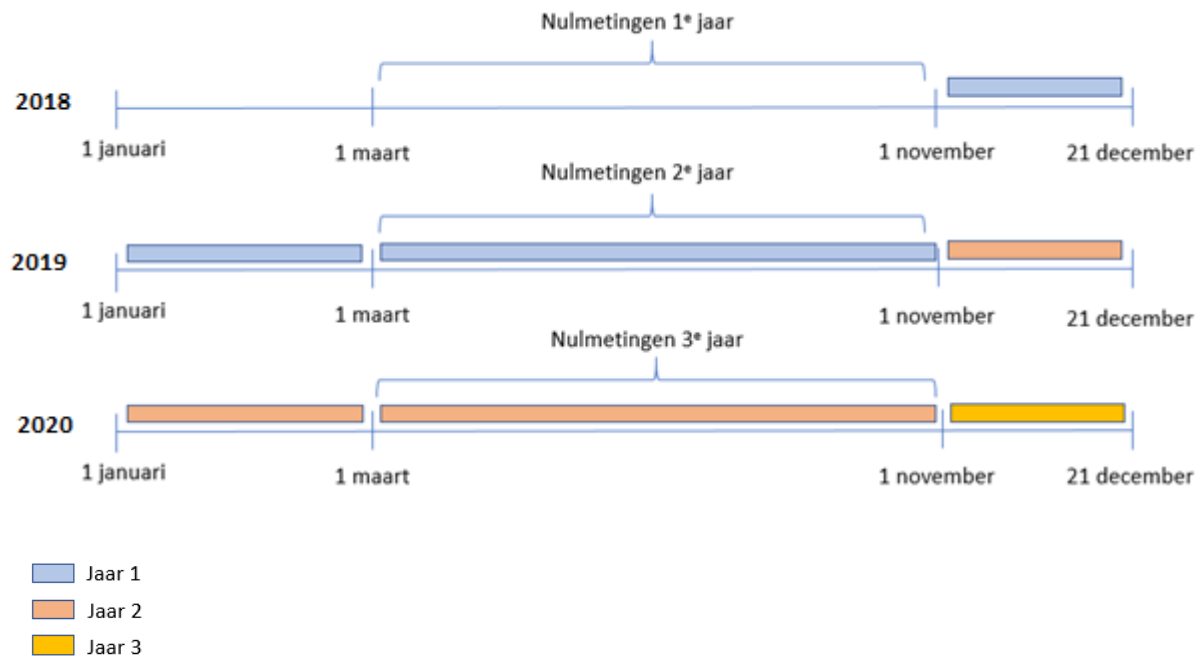 Nulmetingen 1e jaar
2018
1 januari 1 maart 1 november 21 december
Nulmetingen 2e jaar
2019
1 januari 1 maart 1 november 21 december
Nulmetingen 3e jaar
2020
1 januari 1 maart 1 november 21 december
Jaar 1
Jaar 2
Jaar 3